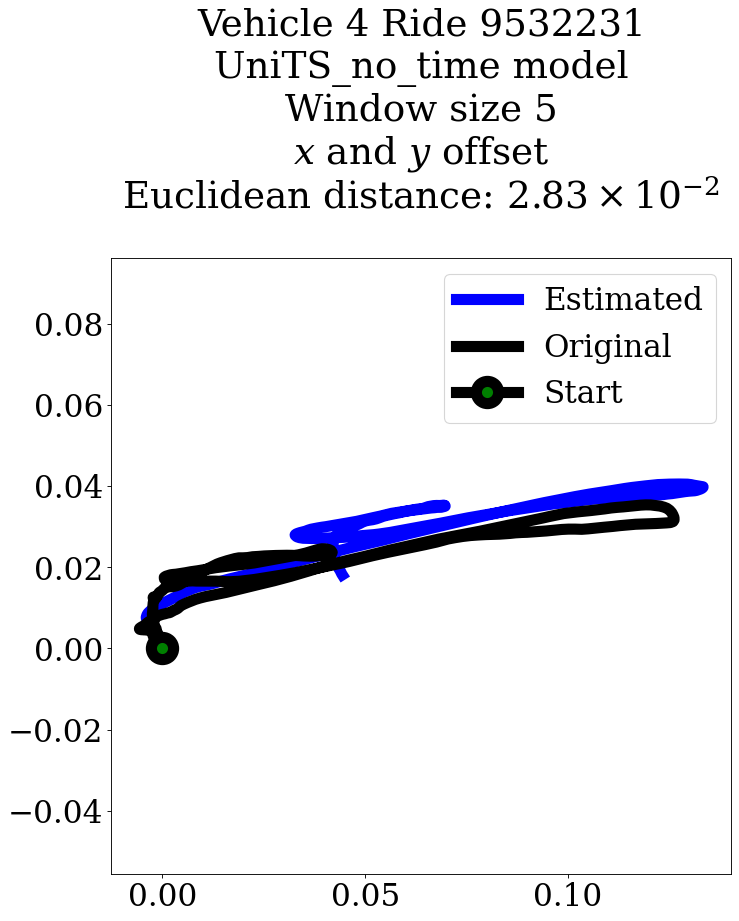 Vehicle 4 Ride 9532231
UniTS_no_time model
Window size 5
x and y offset
Euclidean distance: 2.83 × 10⁻²
Estimated
Original
Start
0.08
0.06
0.04
0.02
0.00
−0.02
−0.04
0.00 0.05 0.10